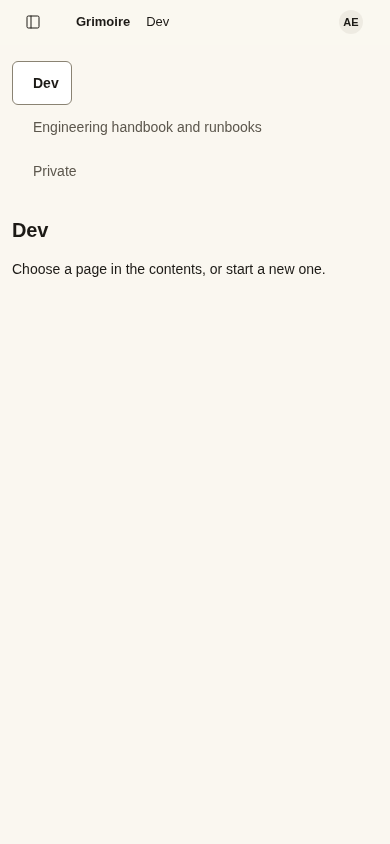 Grimoire Dev AE
Dev
Engineering handbook and runbooks
Private
Dev
Choose a page in the contents, or start a new one.